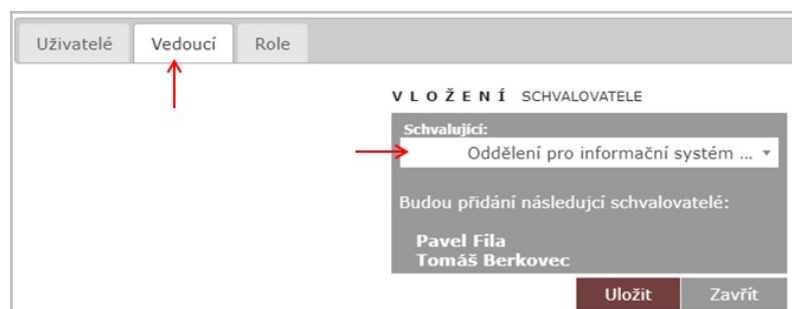 Uživatelé Vedoucí Role
VLOŽENÍ SCHVALOVATELE
Schvalující:
Oddělení pro informační systém ...
Budou přidání následujcí schvalovatelé:
Pavel Fila
Tomáš Berkovec
Uložit Zavřít